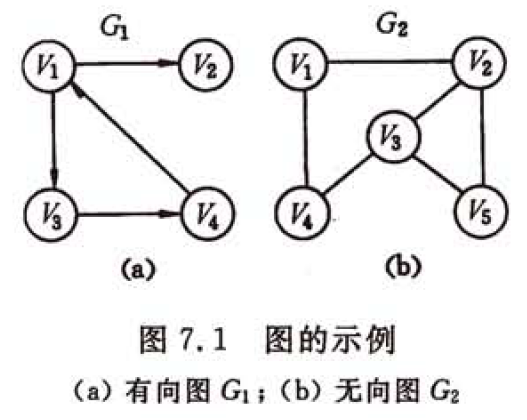 G₁ G₂
V₁ V₂ V₁ V₂
V₃
V₃ V₄ V₄ V₅
(a) (b)
图 7.1 图的示例
(a) 有向图 G₁;(b) 无向图 G₂